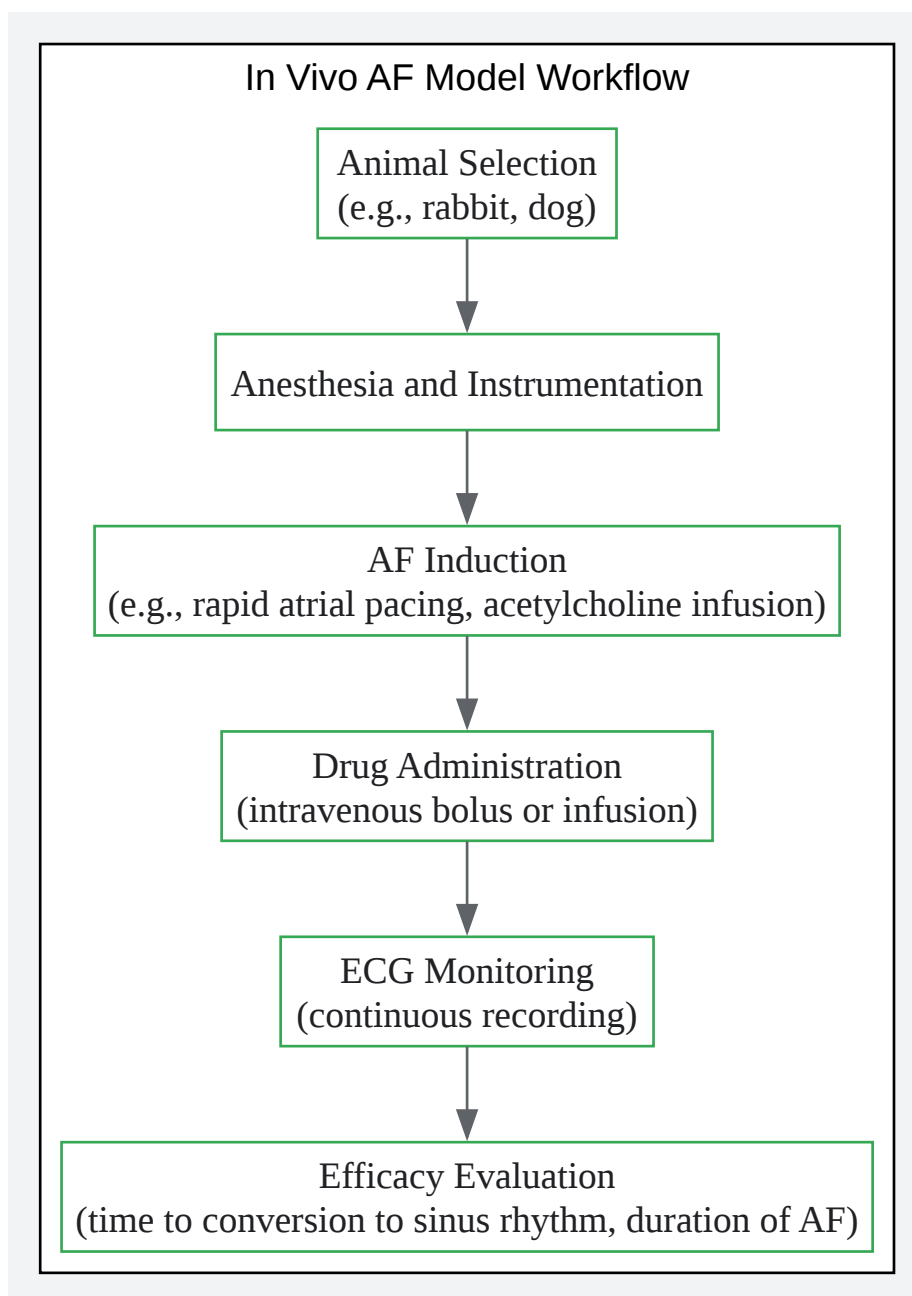 In Vivo AF Model Workflow
Animal Selection
(e.g., rabbit, dog)
Anesthesia and Instrumentation
AF Induction
(e.g., rapid atrial pacing, acetylcholine infusion)
Drug Administration
(intravenous bolus or infusion)
ECG Monitoring
(continuous recording)
Efficacy Evaluation
(time to conversion to sinus rhythm, duration of AF)